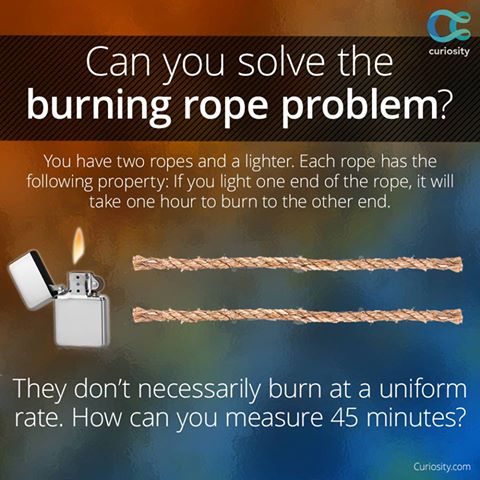 curiosity
Can you solve the
burning rope problem?
You have two ropes and a lighter. Each rope has the
following property: If you light one end of the rope, it will
take one hour to burn to the other end.
They don't necessarily burn at a uniform
rate. How can you measure 45 minutes?
Curiosity.com